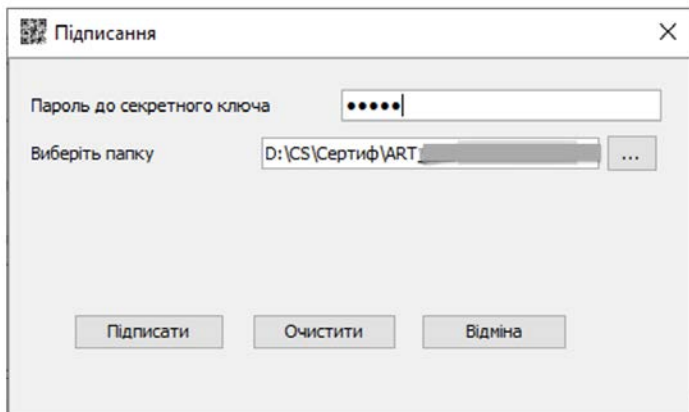 Підписання
Пароль до секретного ключа •••••
Виберіть папку D:\CS\Сертиф\ART ...
Підписати Очистити Відміна